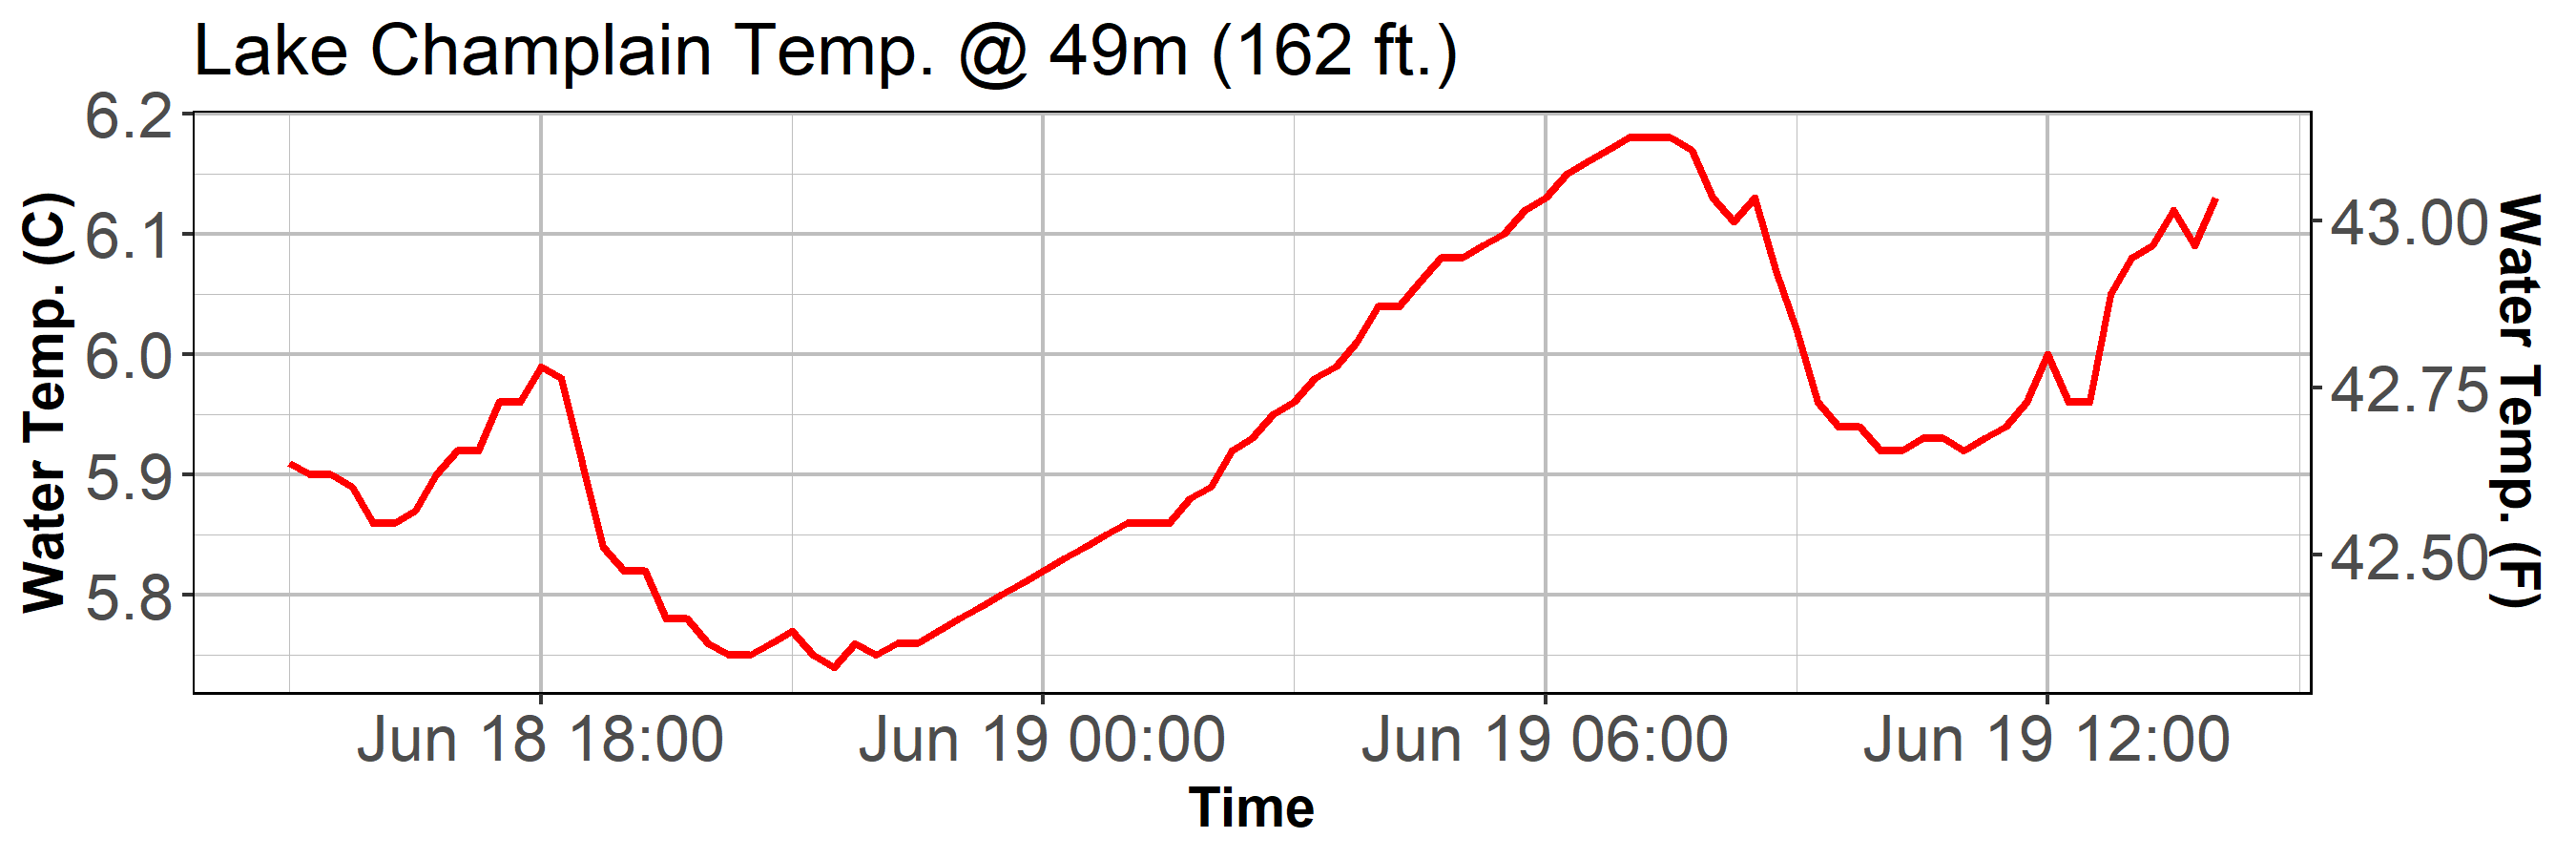 Lake Champlain Temp. @ 49m (162 ft.)
6.2
6.1
6.0
5.9
5.8
Water Temp. (C)
43.00
42.75
42.50
Water Temp. (F)
Jun 18 18:00 Jun 19 00:00 Jun 19 06:00 Jun 19 12:00
Time